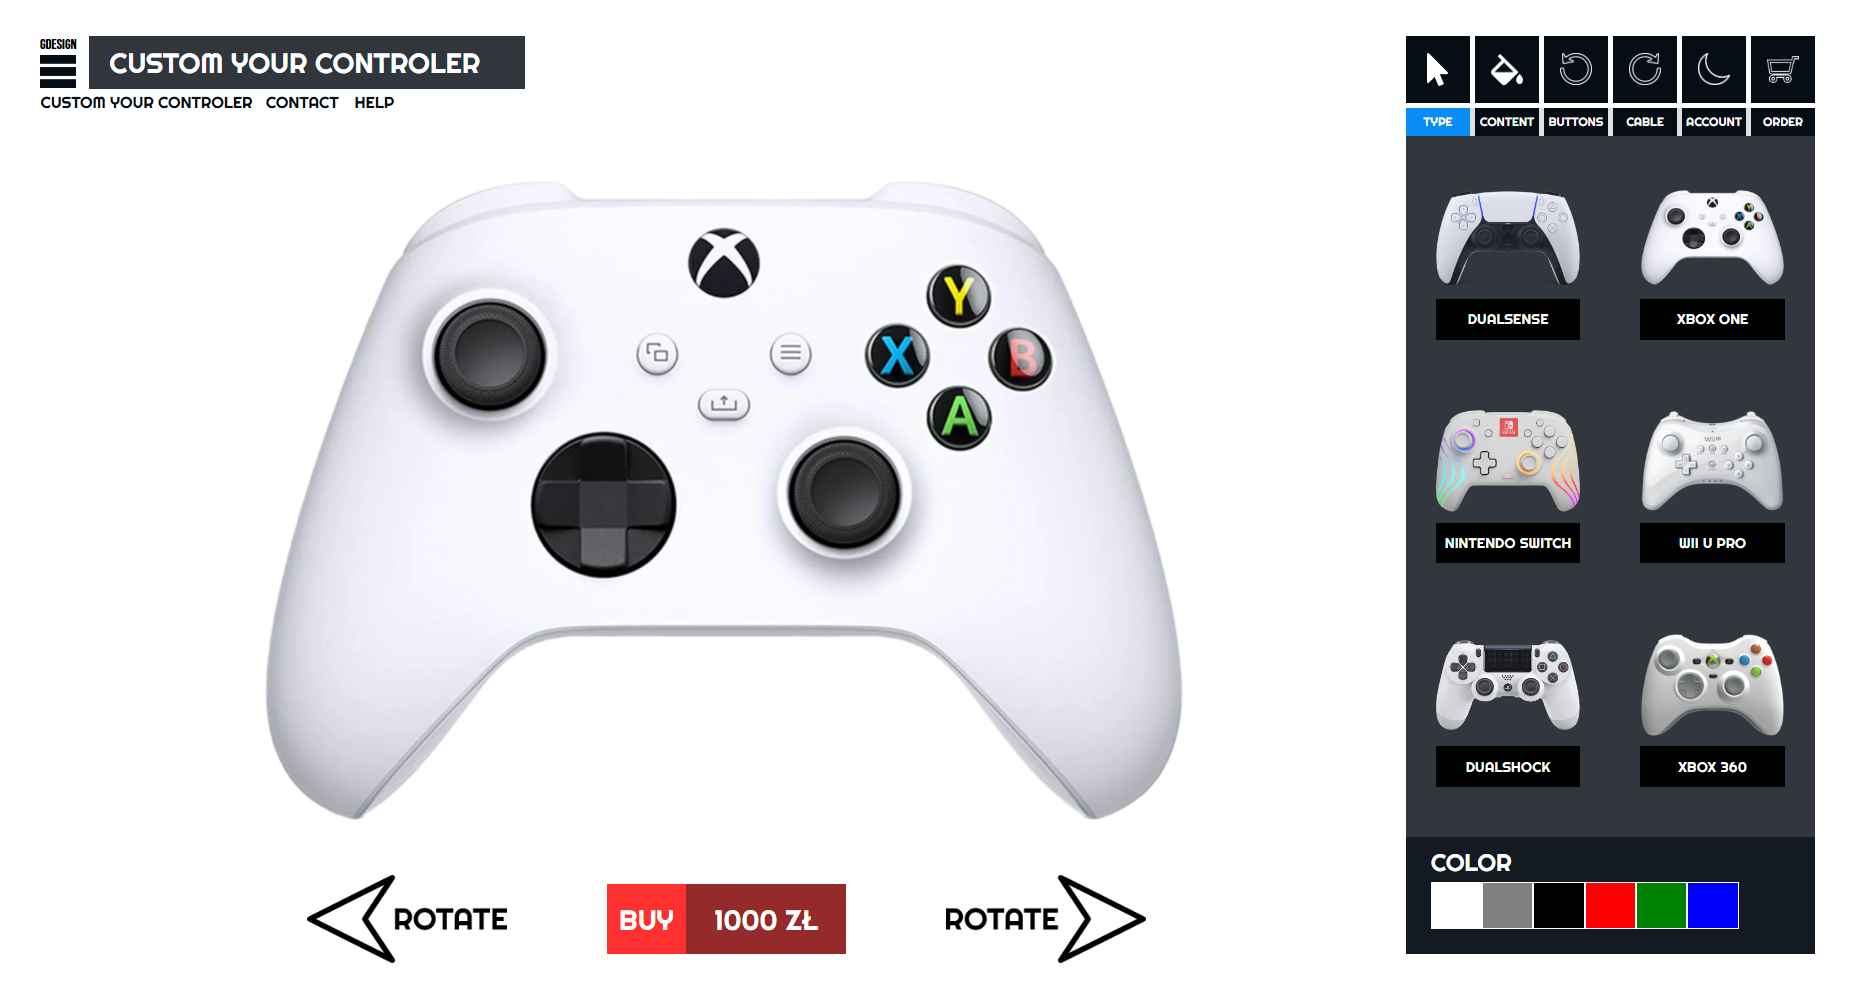 GDESIGN
CUSTOM YOUR CONTROLER
CUSTOM YOUR CONTROLER CONTACT HELP
TYPE CONTENT BUTTONS CABLE ACCOUNT ORDER
Y
X
B
A
DUALSENSE XBOX ONE
Wii U
NINTENDO SWITCH WII U PRO
DUALSHOCK XBOX 360
COLOR
ROTATE BUY 1000 ZŁ ROTATE